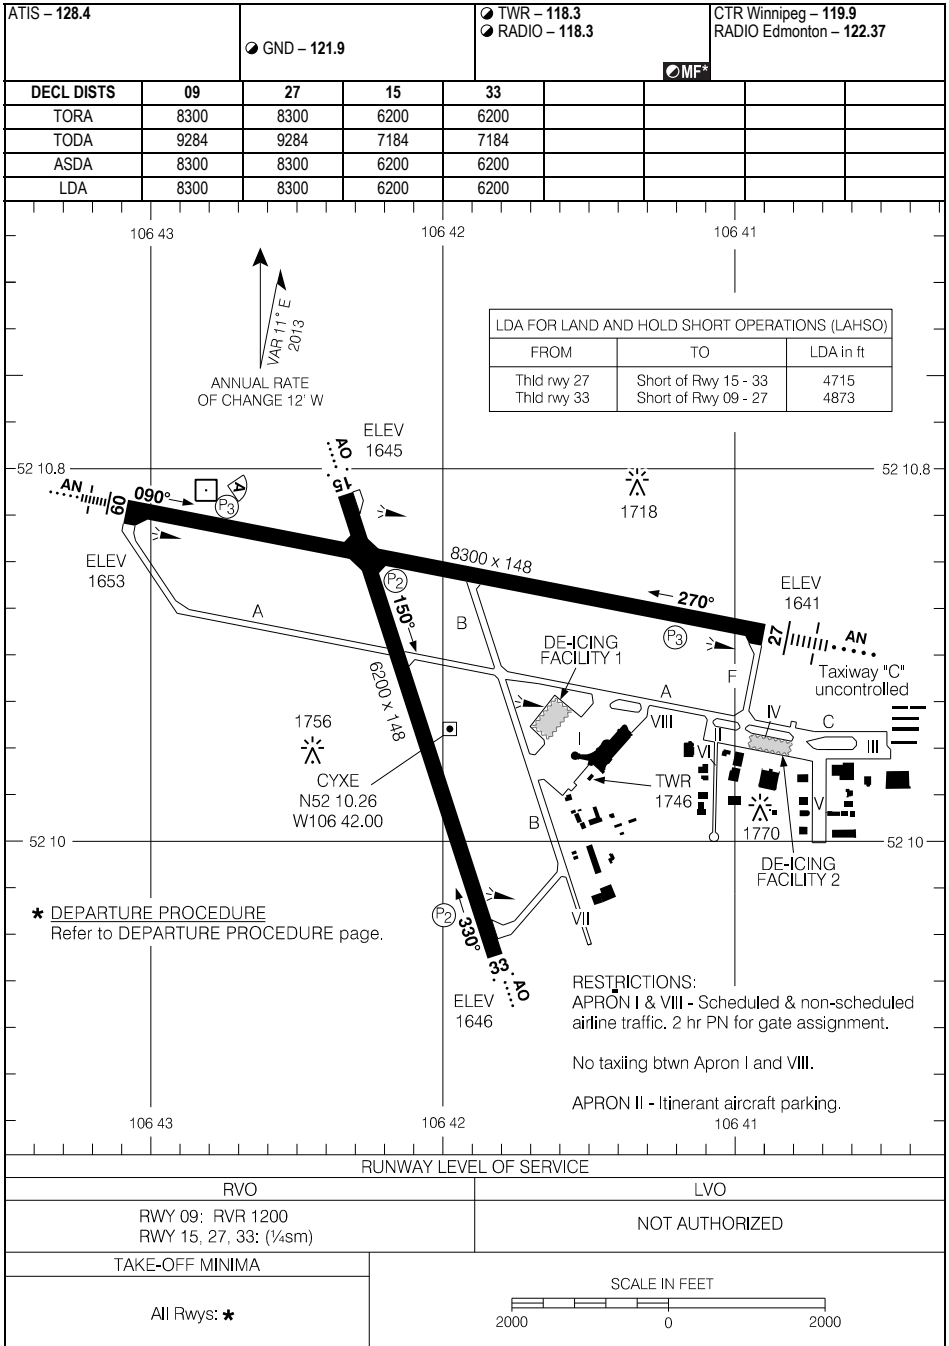 ATIS – 128.4
GND – 121.9
TWR – 118.3
RADIO – 118.3
MF*
CTR Winnipeg – 119.9
RADIO Edmonton – 122.37
DECL DISTS 09 27 15 33
TORA 8300 8300 6200 6200
TODA 9284 9284 7184 7184
ASDA 8300 8300 6200 6200
LDA 8300 8300 6200 6200
106 43 106 42 106 41
VAR 11° E
2013
ANNUAL RATE
OF CHANGE 12' W
LDA FOR LAND AND HOLD SHORT OPERATIONS (LAHSO)
FROM TO LDA in ft
Thld rwy 27 Short of Rwy 15 - 33 4715
Thld rwy 33 Short of Rwy 09 - 27 4873
52 10.8
52 10.8
ELEV
1645
AO
15
AN
09
090°
P3
A
1718
ELEV
1653
8300 x 148
P2
150°
270°
P3
ELEV
1641
27
AN
A
B
6200 x 148
DE-ICING
FACILITY 1
A
F
Taxiway "C"
uncontrolled
1756
CYXE
N52 10.26
W106 42.00
I
VIII
II
IV
C
III
VI
V
TWR
1746
B
1770
52 10
52 10
DE-ICING
FACILITY 2
* DEPARTURE PROCEDURE
Refer to DEPARTURE PROCEDURE page.
P2
330°
VII
33
AO
ELEV
1646
RESTRICTIONS:
APRON I & VIII - Scheduled & non-scheduled
airline traffic. 2 hr PN for gate assignment.
No taxiing btwn Apron I and VIII.
APRON II - Itinerant aircraft parking.
106 43 106 42 106 41
RUNWAY LEVEL OF SERVICE
RVO
LVO
RWY 09: RVR 1200
RWY 15, 27, 33: (¼sm)
NOT AUTHORIZED
TAKE-OFF MINIMA
All Rwys: *
SCALE IN FEET
2000 0 2000